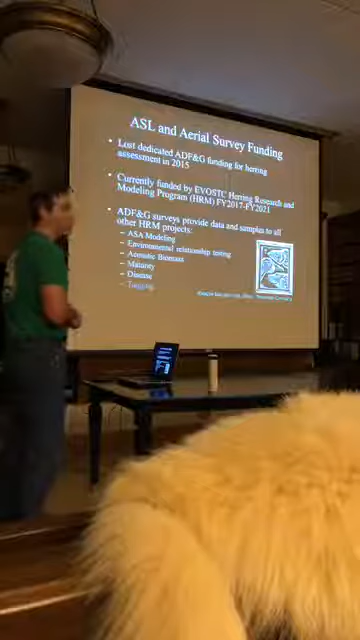 ASL and Aerial Survey Funding
• Lost dedicated ADF&G funding for herring
assessment in 2015
• Currently funded by EVOSTC Herring Research and
Modeling Program (HRM) FY2017-FY2021
• ADF&G surveys provide data and samples to all
other HRM projects:
– ASA Modeling
– Environmental relationship testing
– Acoustic Biomass
– Maturity
– Disease
– Tagging